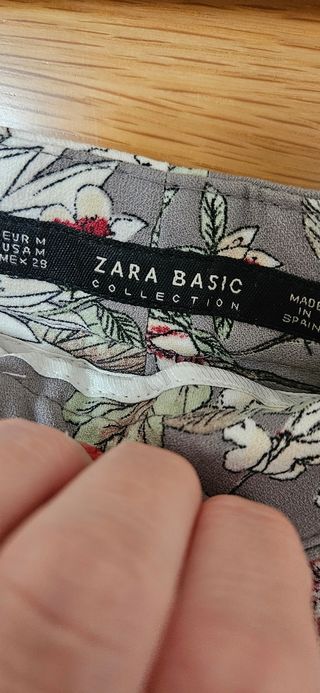 EUR M
USA M
MEX 28
ZARA BASIC
COLLECTION
MADE
IN
SPAIN